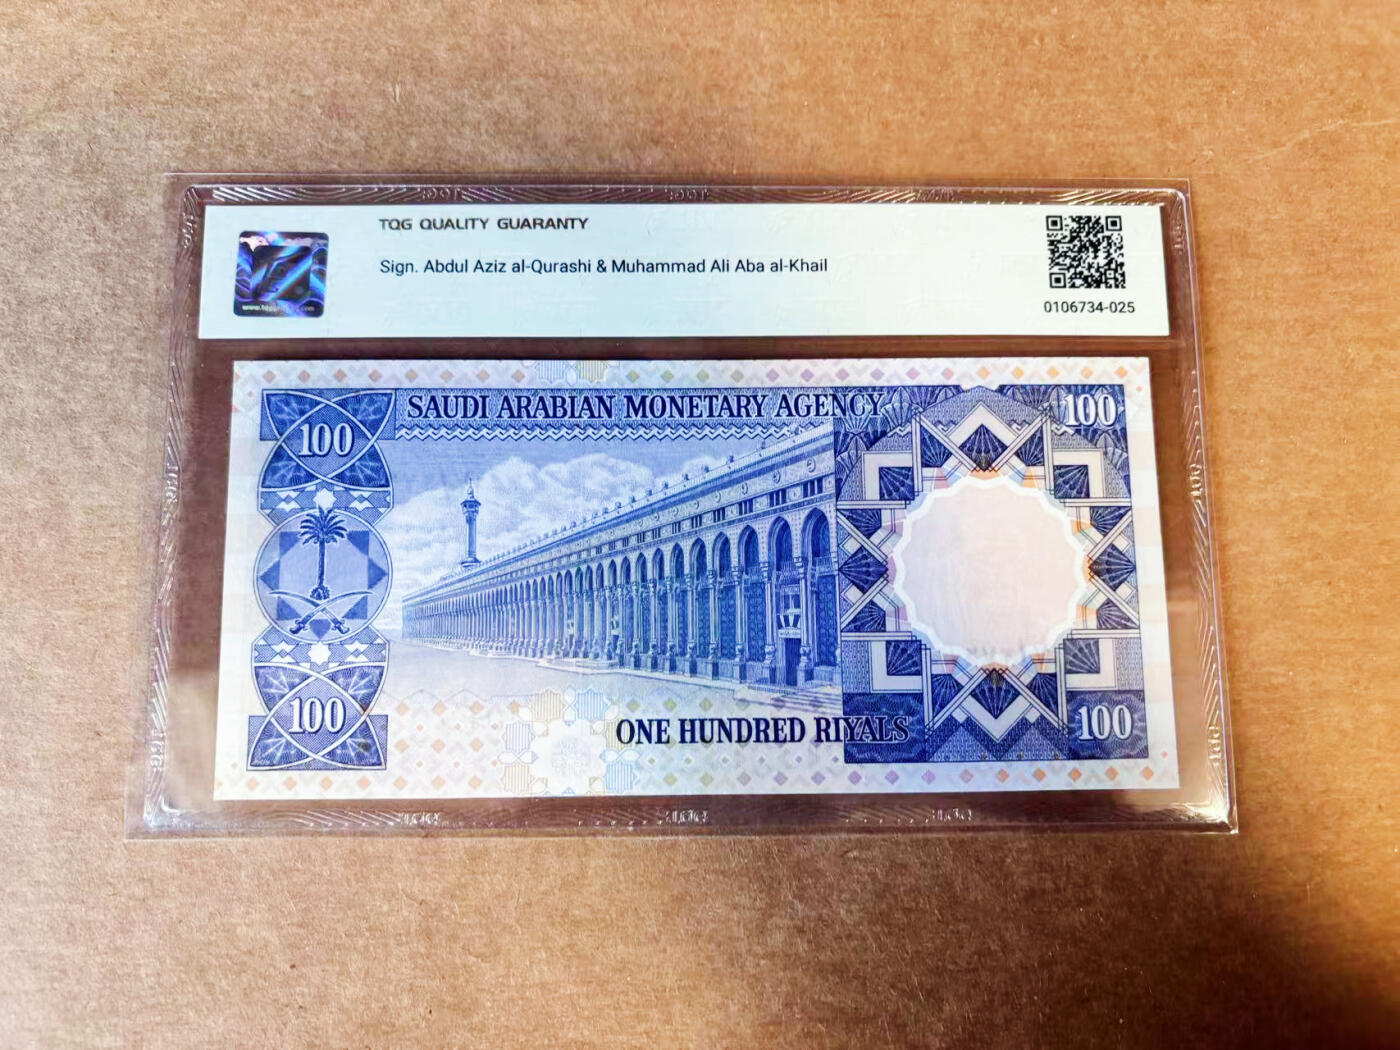 TQG QUALITY GUARANTY
Sign. Abdul Aziz al-Qurashi & Muhammad Ali Aba al-Khail
0106734-025
SAUDI ARABIAN MONETARY AGENCY
100
100
ONE HUNDRED RIYALS
100
100